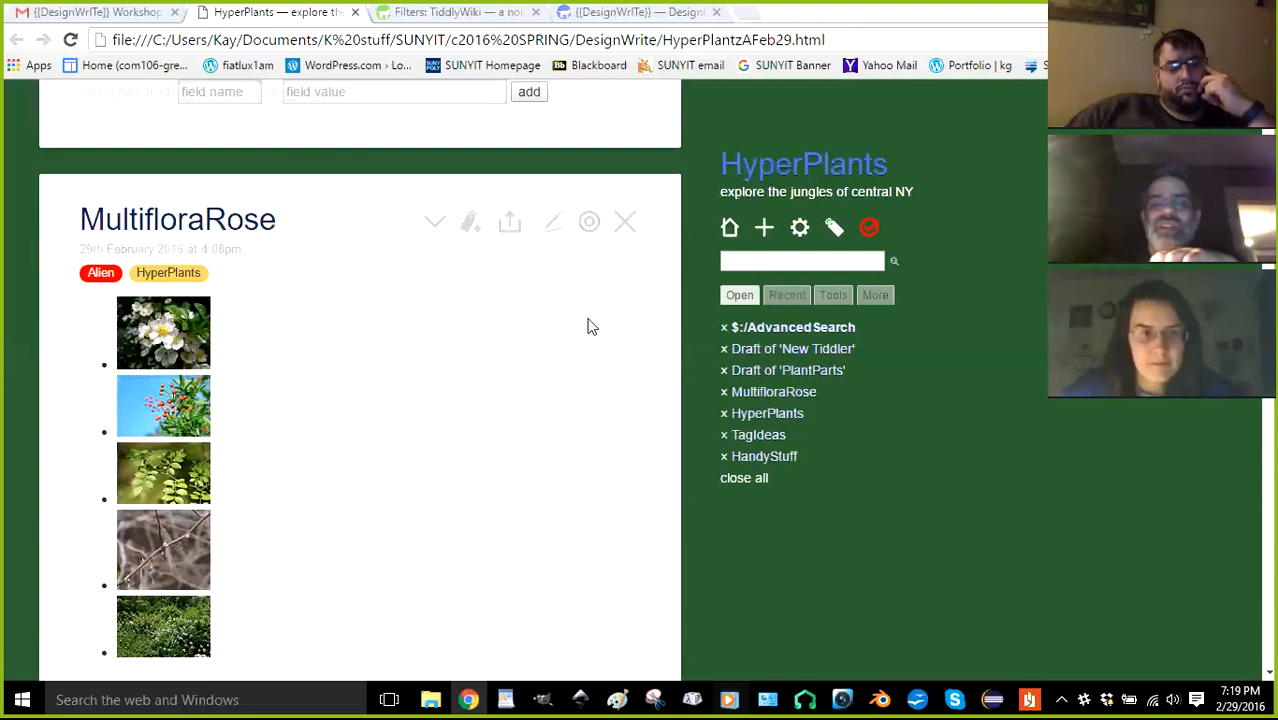 {{DesignWrITe}} Workshop
HyperPlants — explore the
Filters: TiddlyWiki — a no
{{DesignWrITe}} — Design
file:///C:/Users/Kay/Documents/K%20stuff/SUNYIT/<2016%20SPRING/DesignWrite/HyperPlantzAFeb29.html
Apps
Home (com106-gre...
fiatlux1am
WordPress.com › Lo...
SUNYIT Homepage
Blackboard
SUNYIT email
SUNYIT Banner
Yahoo Mail
Portfolio | kg
field name
field value
add
MultifloraRose
29th February 2016 at 4:08pm
Alien
HyperPlants
HyperPlants
explore the jungles of central NY
Open
Recent
Tools
More
× $:/AdvancedSearch
× Draft of 'New Tiddler'
× Draft of 'PlantParts'
× MultifloraRose
× HyperPlants
× TagIdeas
× HandyStuff
close all
Search the web and Windows
7:19 PM
2/29/2016